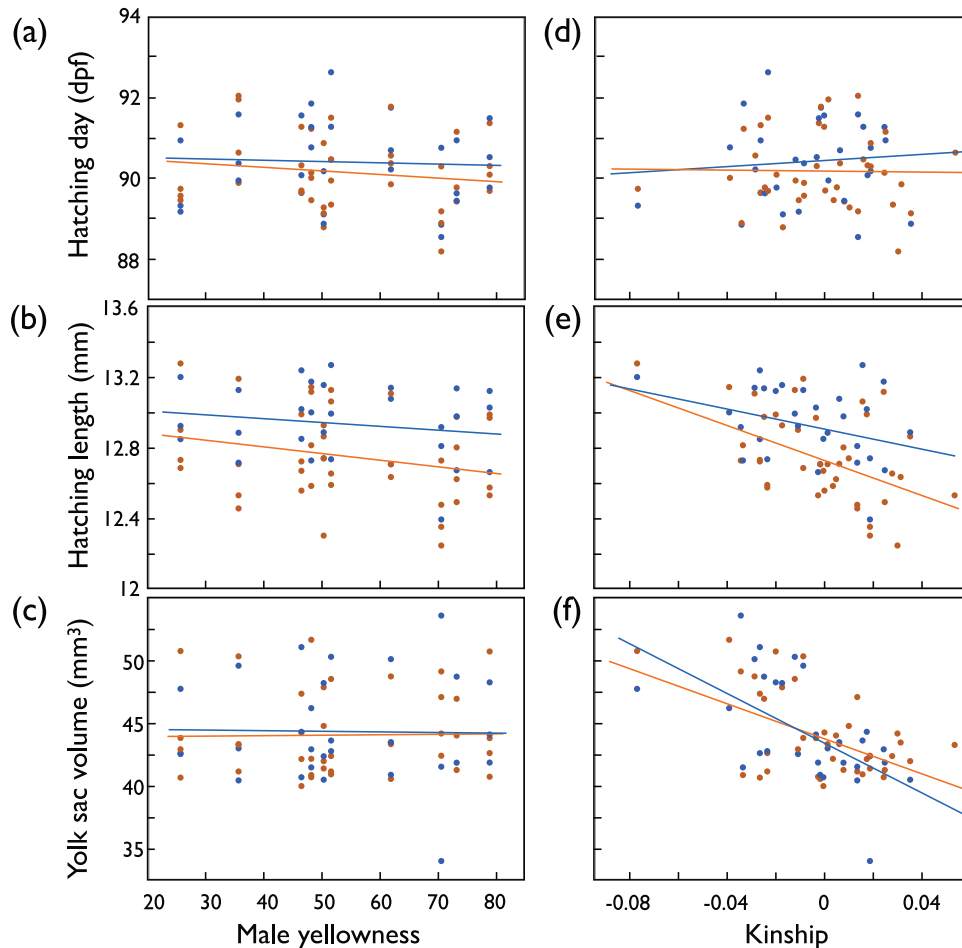 (a)
Hatching day (dpf)
94
92
90
88
(d)
(b)
Hatching length (mm)
13.6
13.2
12.8
12.4
12
(e)
(c)
Yolk sac volume (mm³)
50
45
40
35
(f)
20 30 40 50 60 70 80
-0.08 -0.04 0 0.04
Male yellowness
Kinship